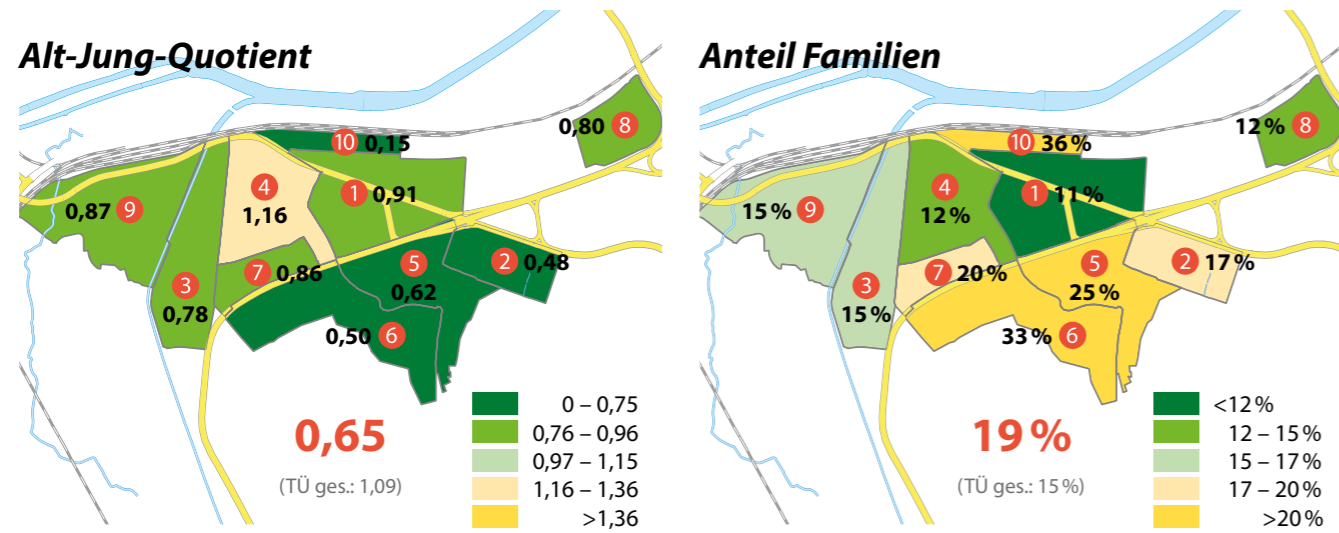 Alt-Jung-Quotient
10 0,15
0,80 8
4
1,16
1 0,91
0,87 9
7 0,86
5
0,62
2 0,48
3
0,78
0,50 6
0,65
(TÜ ges.: 1,09)
0 – 0,75
0,76 – 0,96
0,97 – 1,15
1,16 – 1,36
>1,36
Anteil Familien
10 36 %
12 % 8
4
12 %
1 11 %
15 % 9
7 20 %
5
25 %
2 17 %
3
15 %
33 % 6
19 %
(TÜ ges.: 15 %)
<12 %
12 – 15 %
15 – 17 %
17 – 20 %
>20 %